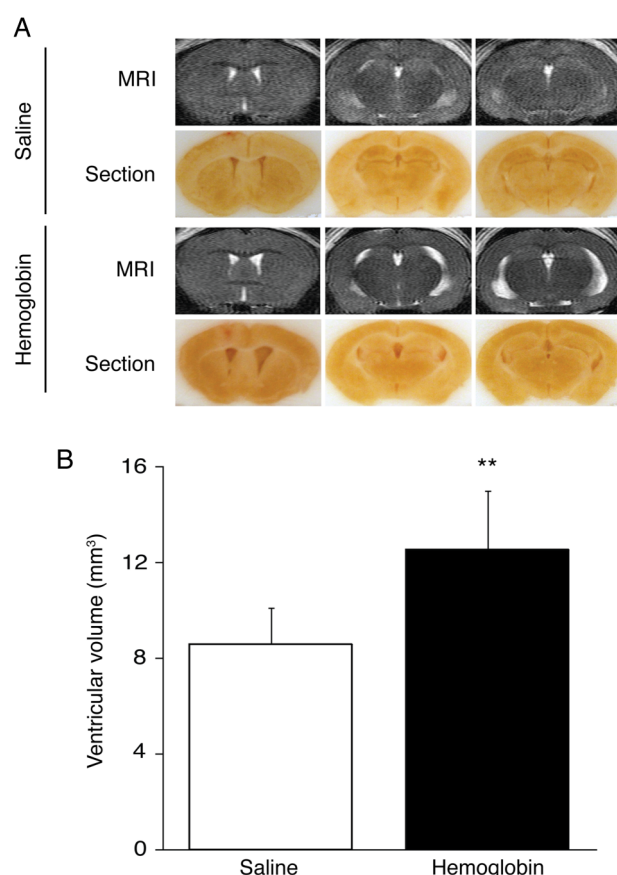 A
Saline
MRI
Section
Hemoglobin
MRI
Section
B
Ventricular volume (mm³)
16
12
8
4
0
**
Saline
Hemoglobin